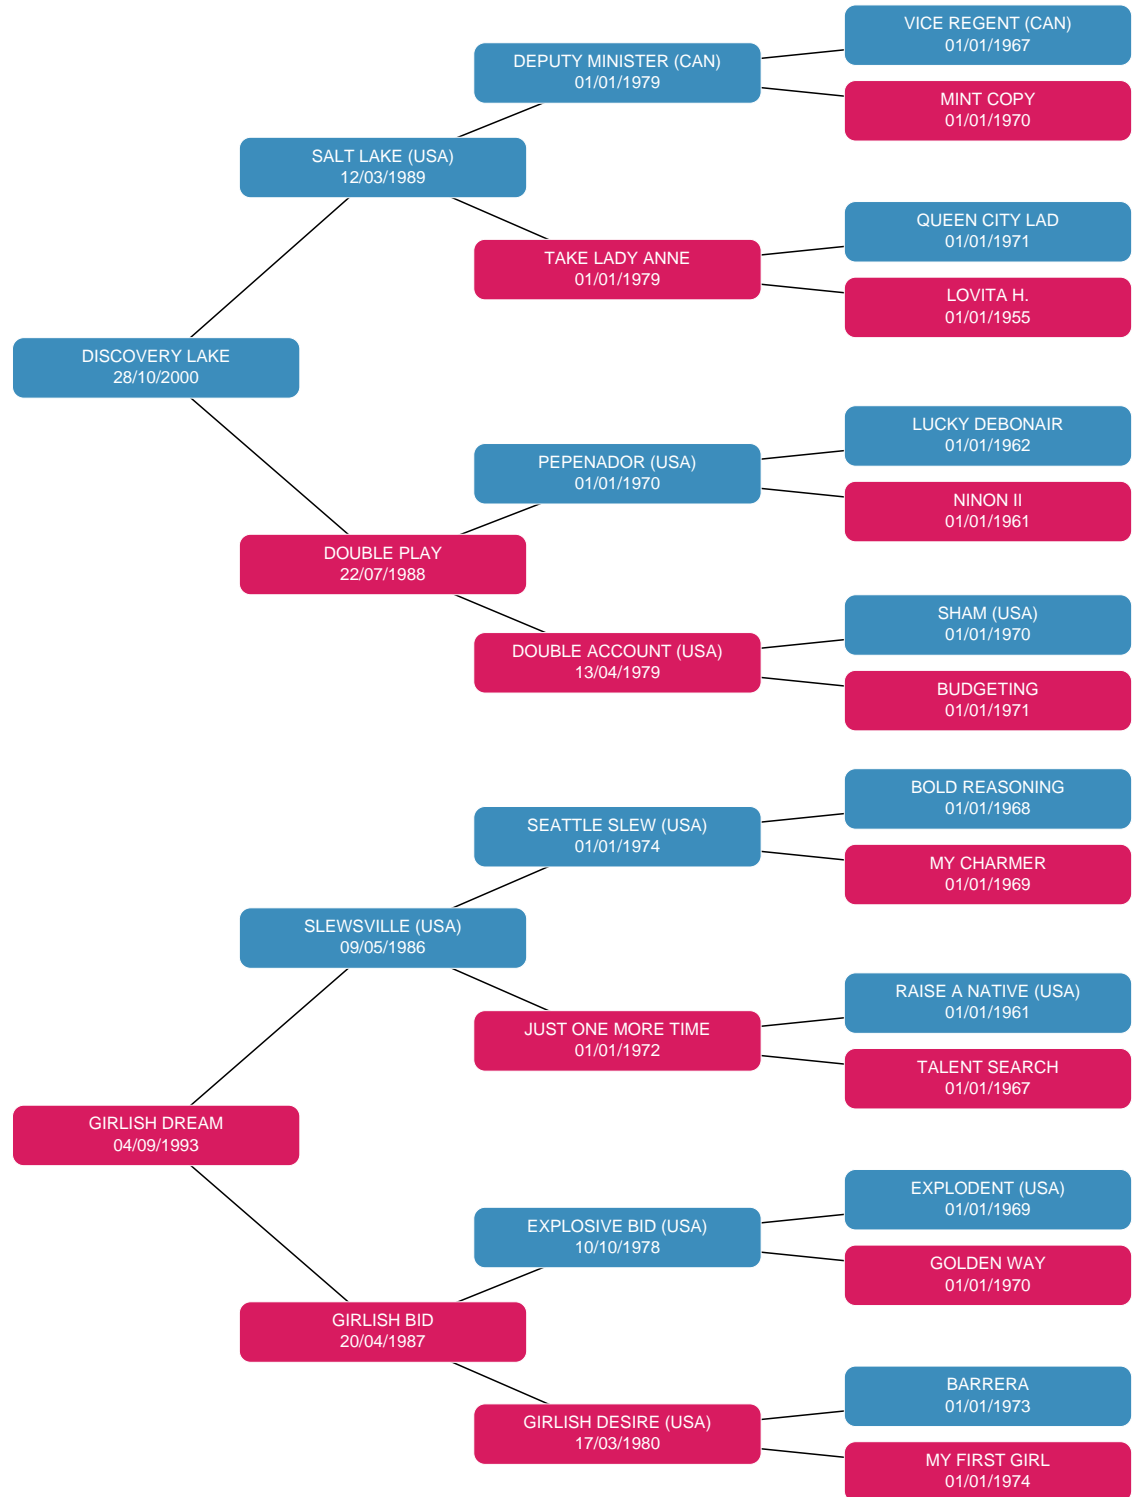 VICE REGENT (CAN)
01/01/1967
DEPUTY MINISTER (CAN)
01/01/1979
MINT COPY
01/01/1970
SALT LAKE (USA)
12/03/1989
QUEEN CITY LAD
01/01/1971
TAKE LADY ANNE
01/01/1979
LOVITA H.
01/01/1955
DISCOVERY LAKE
28/10/2000
LUCKY DEBONAIR
01/01/1962
PEPENADOR (USA)
01/01/1970
NINON II
01/01/1961
DOUBLE PLAY
22/07/1988
SHAM (USA)
01/01/1970
DOUBLE ACCOUNT (USA)
13/04/1979
BUDGETING
01/01/1971
BOLD REASONING
01/01/1968
SEATTLE SLEW (USA)
01/01/1974
MY CHARMER
01/01/1969
SLEWSVILLE (USA)
09/05/1986
RAISE A NATIVE (USA)
01/01/1961
JUST ONE MORE TIME
01/01/1972
TALENT SEARCH
01/01/1967
GIRLISH DREAM
04/09/1993
EXPLODENT (USA)
01/01/1969
EXPLOSIVE BID (USA)
10/10/1978
GOLDEN WAY
01/01/1970
GIRLISH BID
20/04/1987
BARRERA
01/01/1973
GIRLISH DESIRE (USA)
17/03/1980
MY FIRST GIRL
01/01/1974